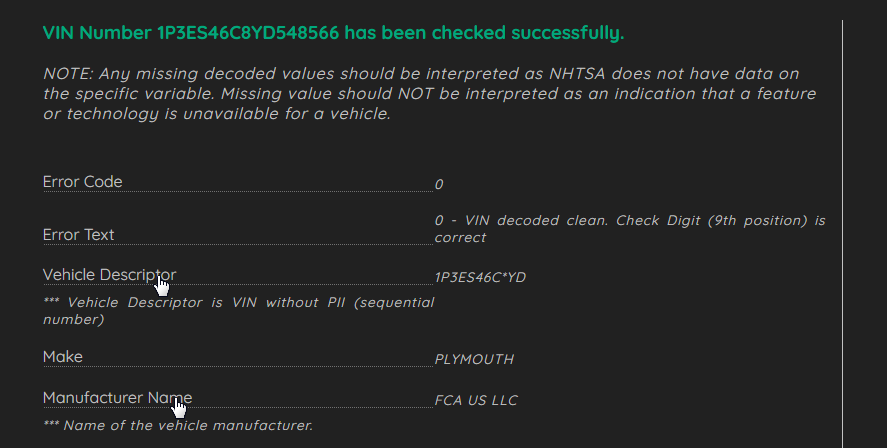 VIN Number 1P3ES46C8YD548566 has been checked successfully.
NOTE: Any missing decoded values should be interpreted as NHTSA does not have data on
the specific variable. Missing value should NOT be interpreted as an indication that a feature
or technology is unavailable for a vehicle.
Error Code
0
Error Text
0 - VIN decoded clean. Check Digit (9th position) is
correct
Vehicle Descriptor
1P3ES46C*YD
*** Vehicle Descriptor is VIN without PII (sequential
number)
Make
PLYMOUTH
Manufacturer Name
FCA US LLC
*** Name of the vehicle manufacturer.